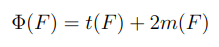 Φ(F) = t(F) + 2m(F)